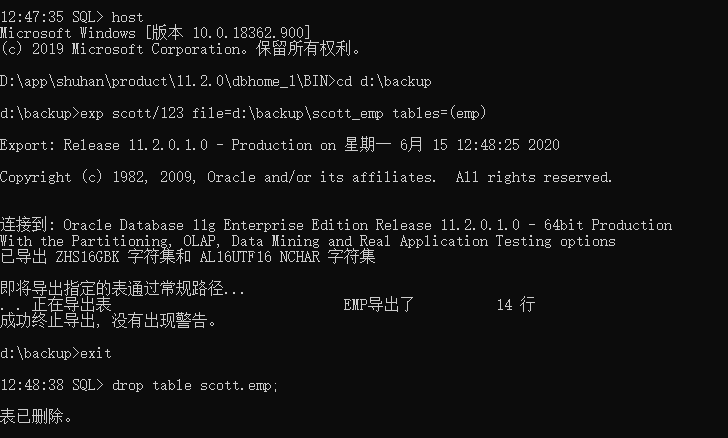 12:47:35 SQL> host
Microsoft Windows [版本 10.0.18362.900]
(c) 2019 Microsoft Corporation。保留所有权利。
D:\app\shuhan\product\11.2.0\dbhome_1\BIN>cd d:\backup
d:\backup>exp scott/123 file=d:\backup\scott_emp tables=(emp)
Export: Release 11.2.0.1.0 - Production on 星期一 6月 15 12:48:25 2020
Copyright (c) 1982, 2009, Oracle and/or its affiliates.  All rights reserved.
连接到: Oracle Database 11g Enterprise Edition Release 11.2.0.1.0 - 64bit Production
With the Partitioning, OLAP, Data Mining and Real Application Testing options
已导出 ZHS16GBK 字符集和 AL16UTF16 NCHAR 字符集
即将导出指定的表通过常规路径...
. . 正在导出表                             EMP导出了          14 行
成功终止导出, 没有出现警告。
d:\backup>exit
12:48:38 SQL> drop table scott.emp;
表已删除。